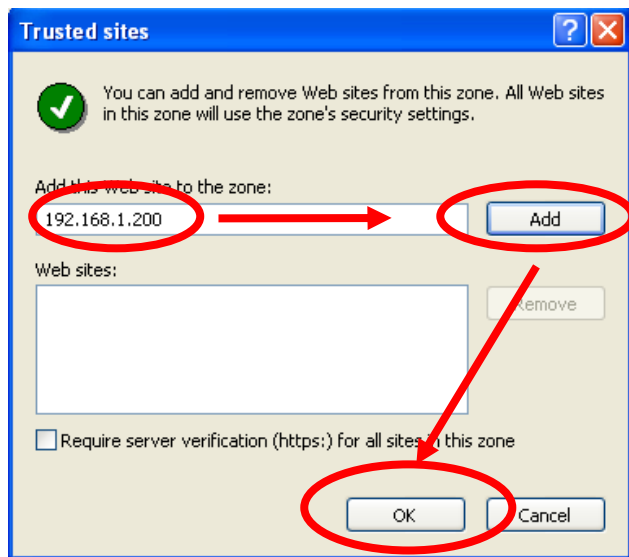 Trusted sites
You can add and remove Web sites from this zone. All Web sites
in this zone will use the zone's security settings.
Add this Web site to the zone:
192.168.1.200
Add
Web sites:
Remove
Require server verification (https:) for all sites in this zone
OK
Cancel